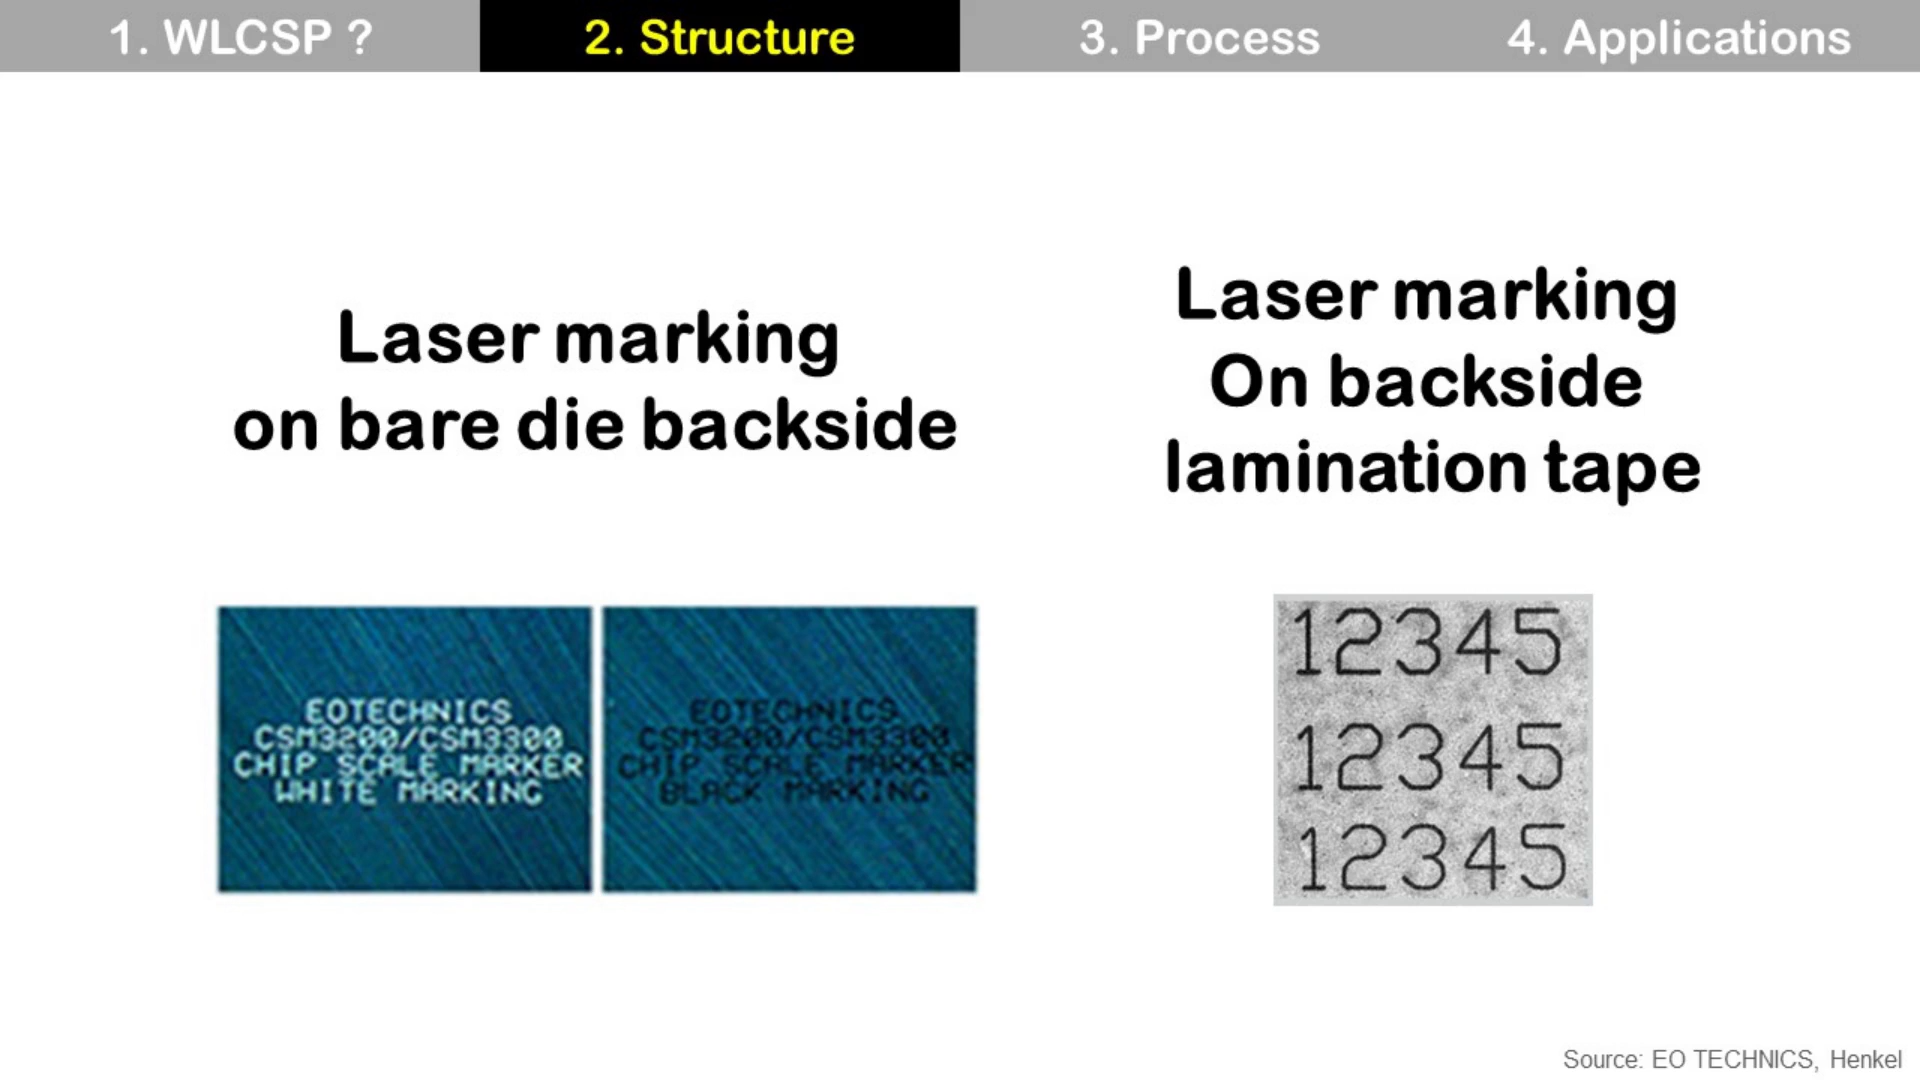 1. WLCSP ?
2. Structure
3. Process
4. Applications
Laser marking
on bare die backside
Laser marking
On backside
lamination tape
EOTECHNICS
CSM3200/CSM3300
CHIP SCALE MARKER
WHITE MARKING
EOTECHNICS
CSM3200/CSM3300
CHIP SCALE MARKER
BLACK MARKING
12345
12345
12345
Source: EO TECHNICS, Henkel